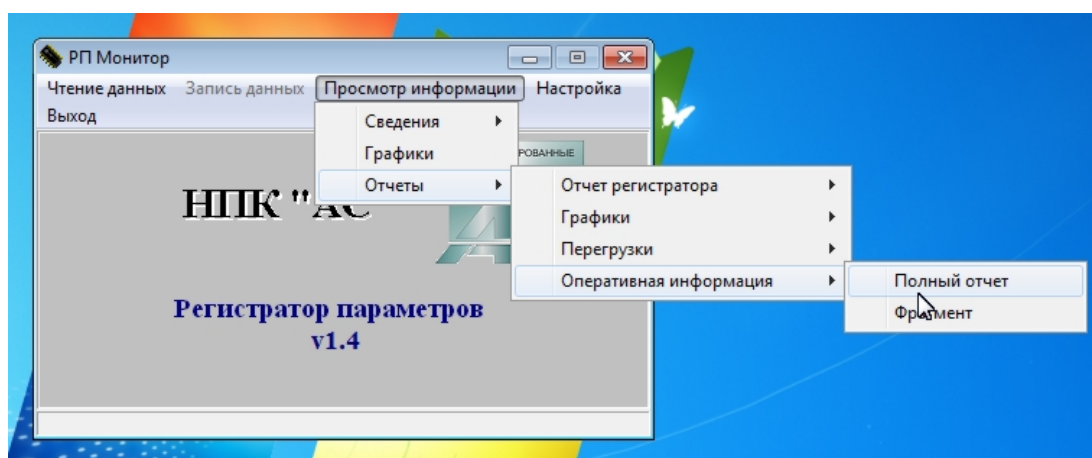 РП Монитор
Чтение данных Запись данных Просмотр информации Настройка
Выход
Сведения
Графики
Отчеты
РОВАННЫЕ
НПК "АС
Отчет регистратора
Графики
Перегрузки
Оперативная информация
Полный отчет
Фрагмент
Регистратор параметров
v1.4